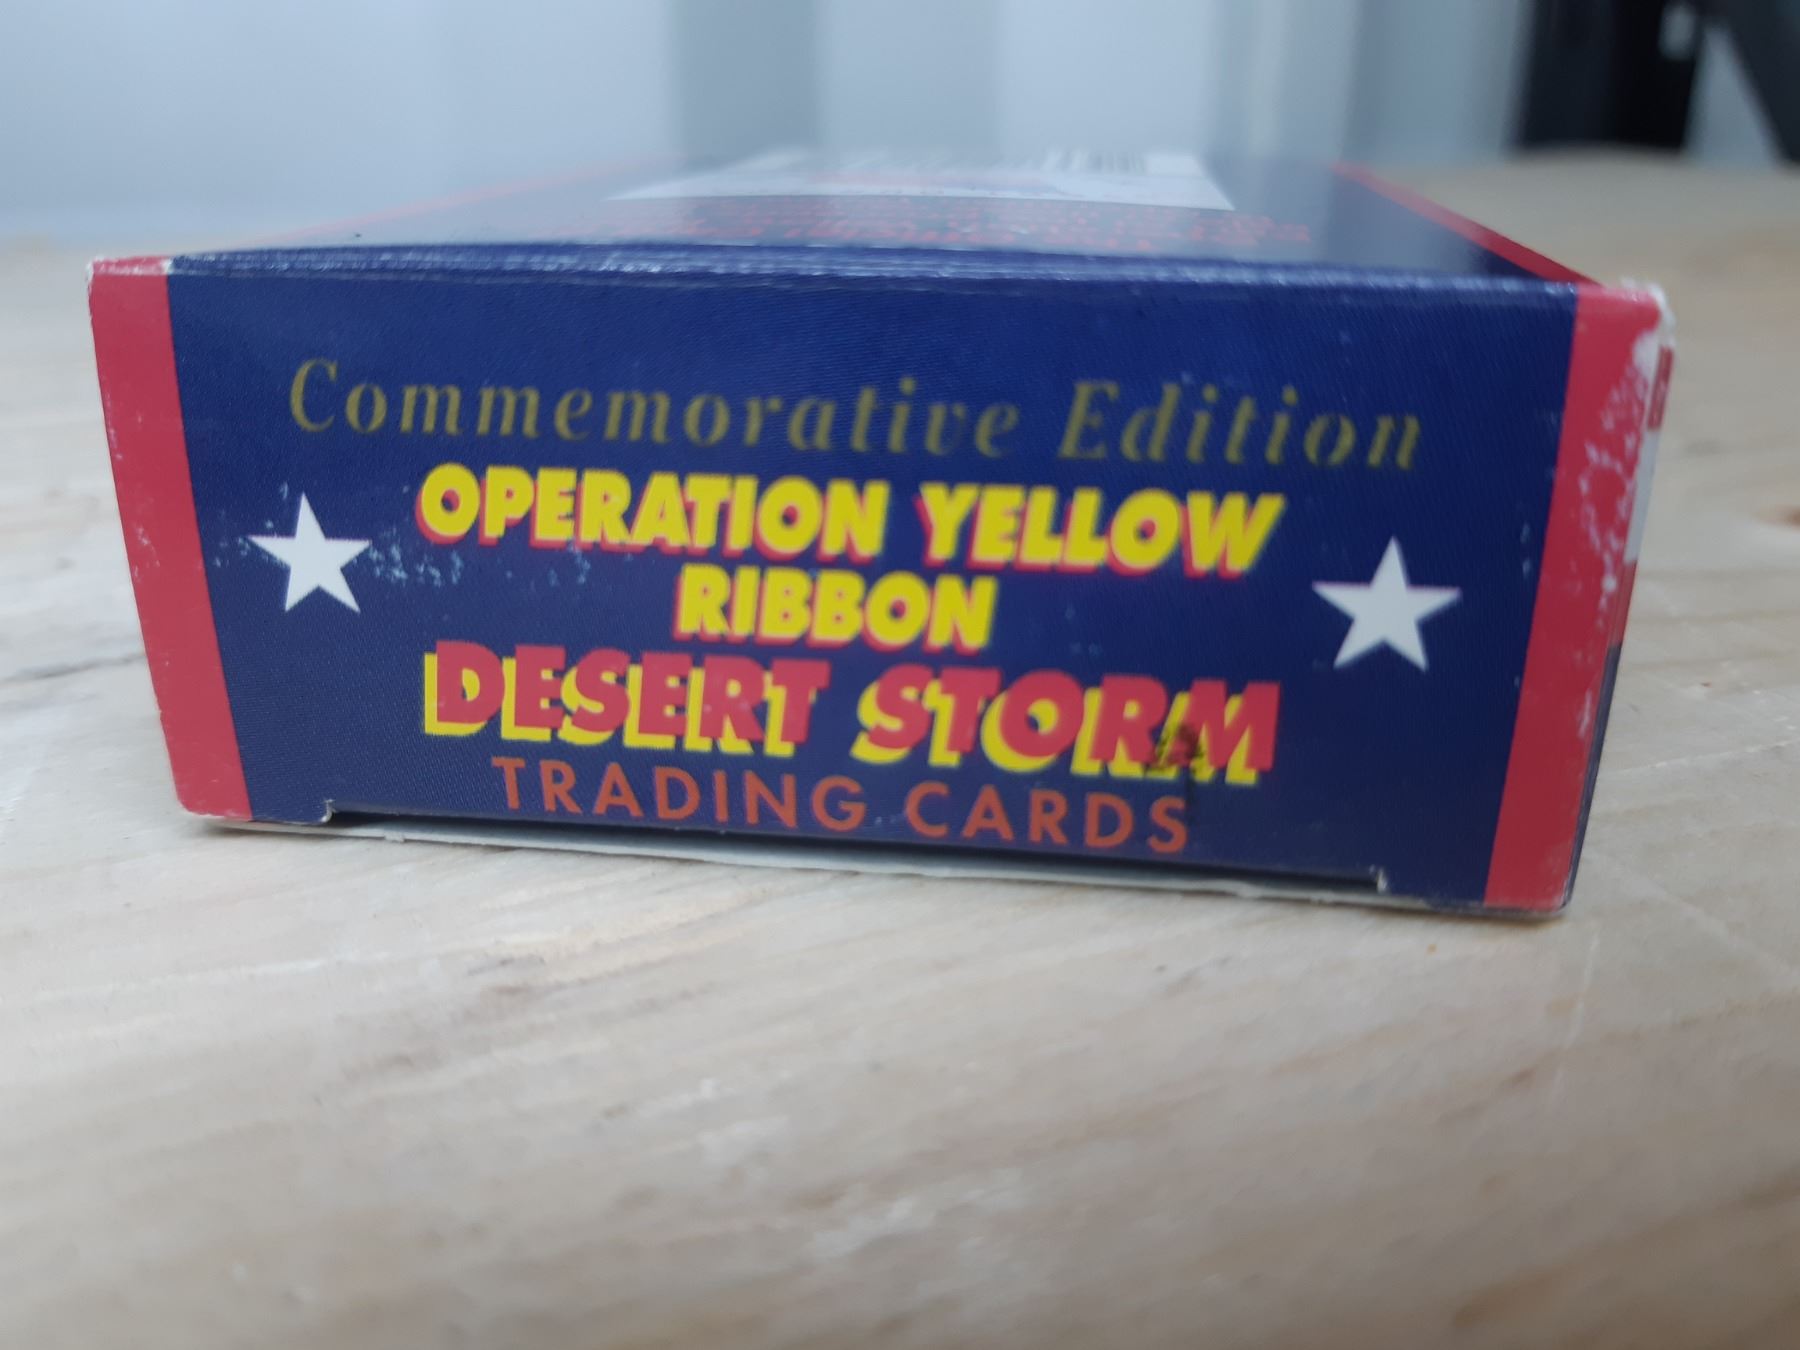 Commemorative Edition
OPERATION YELLOW
RIBBON
DESERT STORM
TRADING CARDS